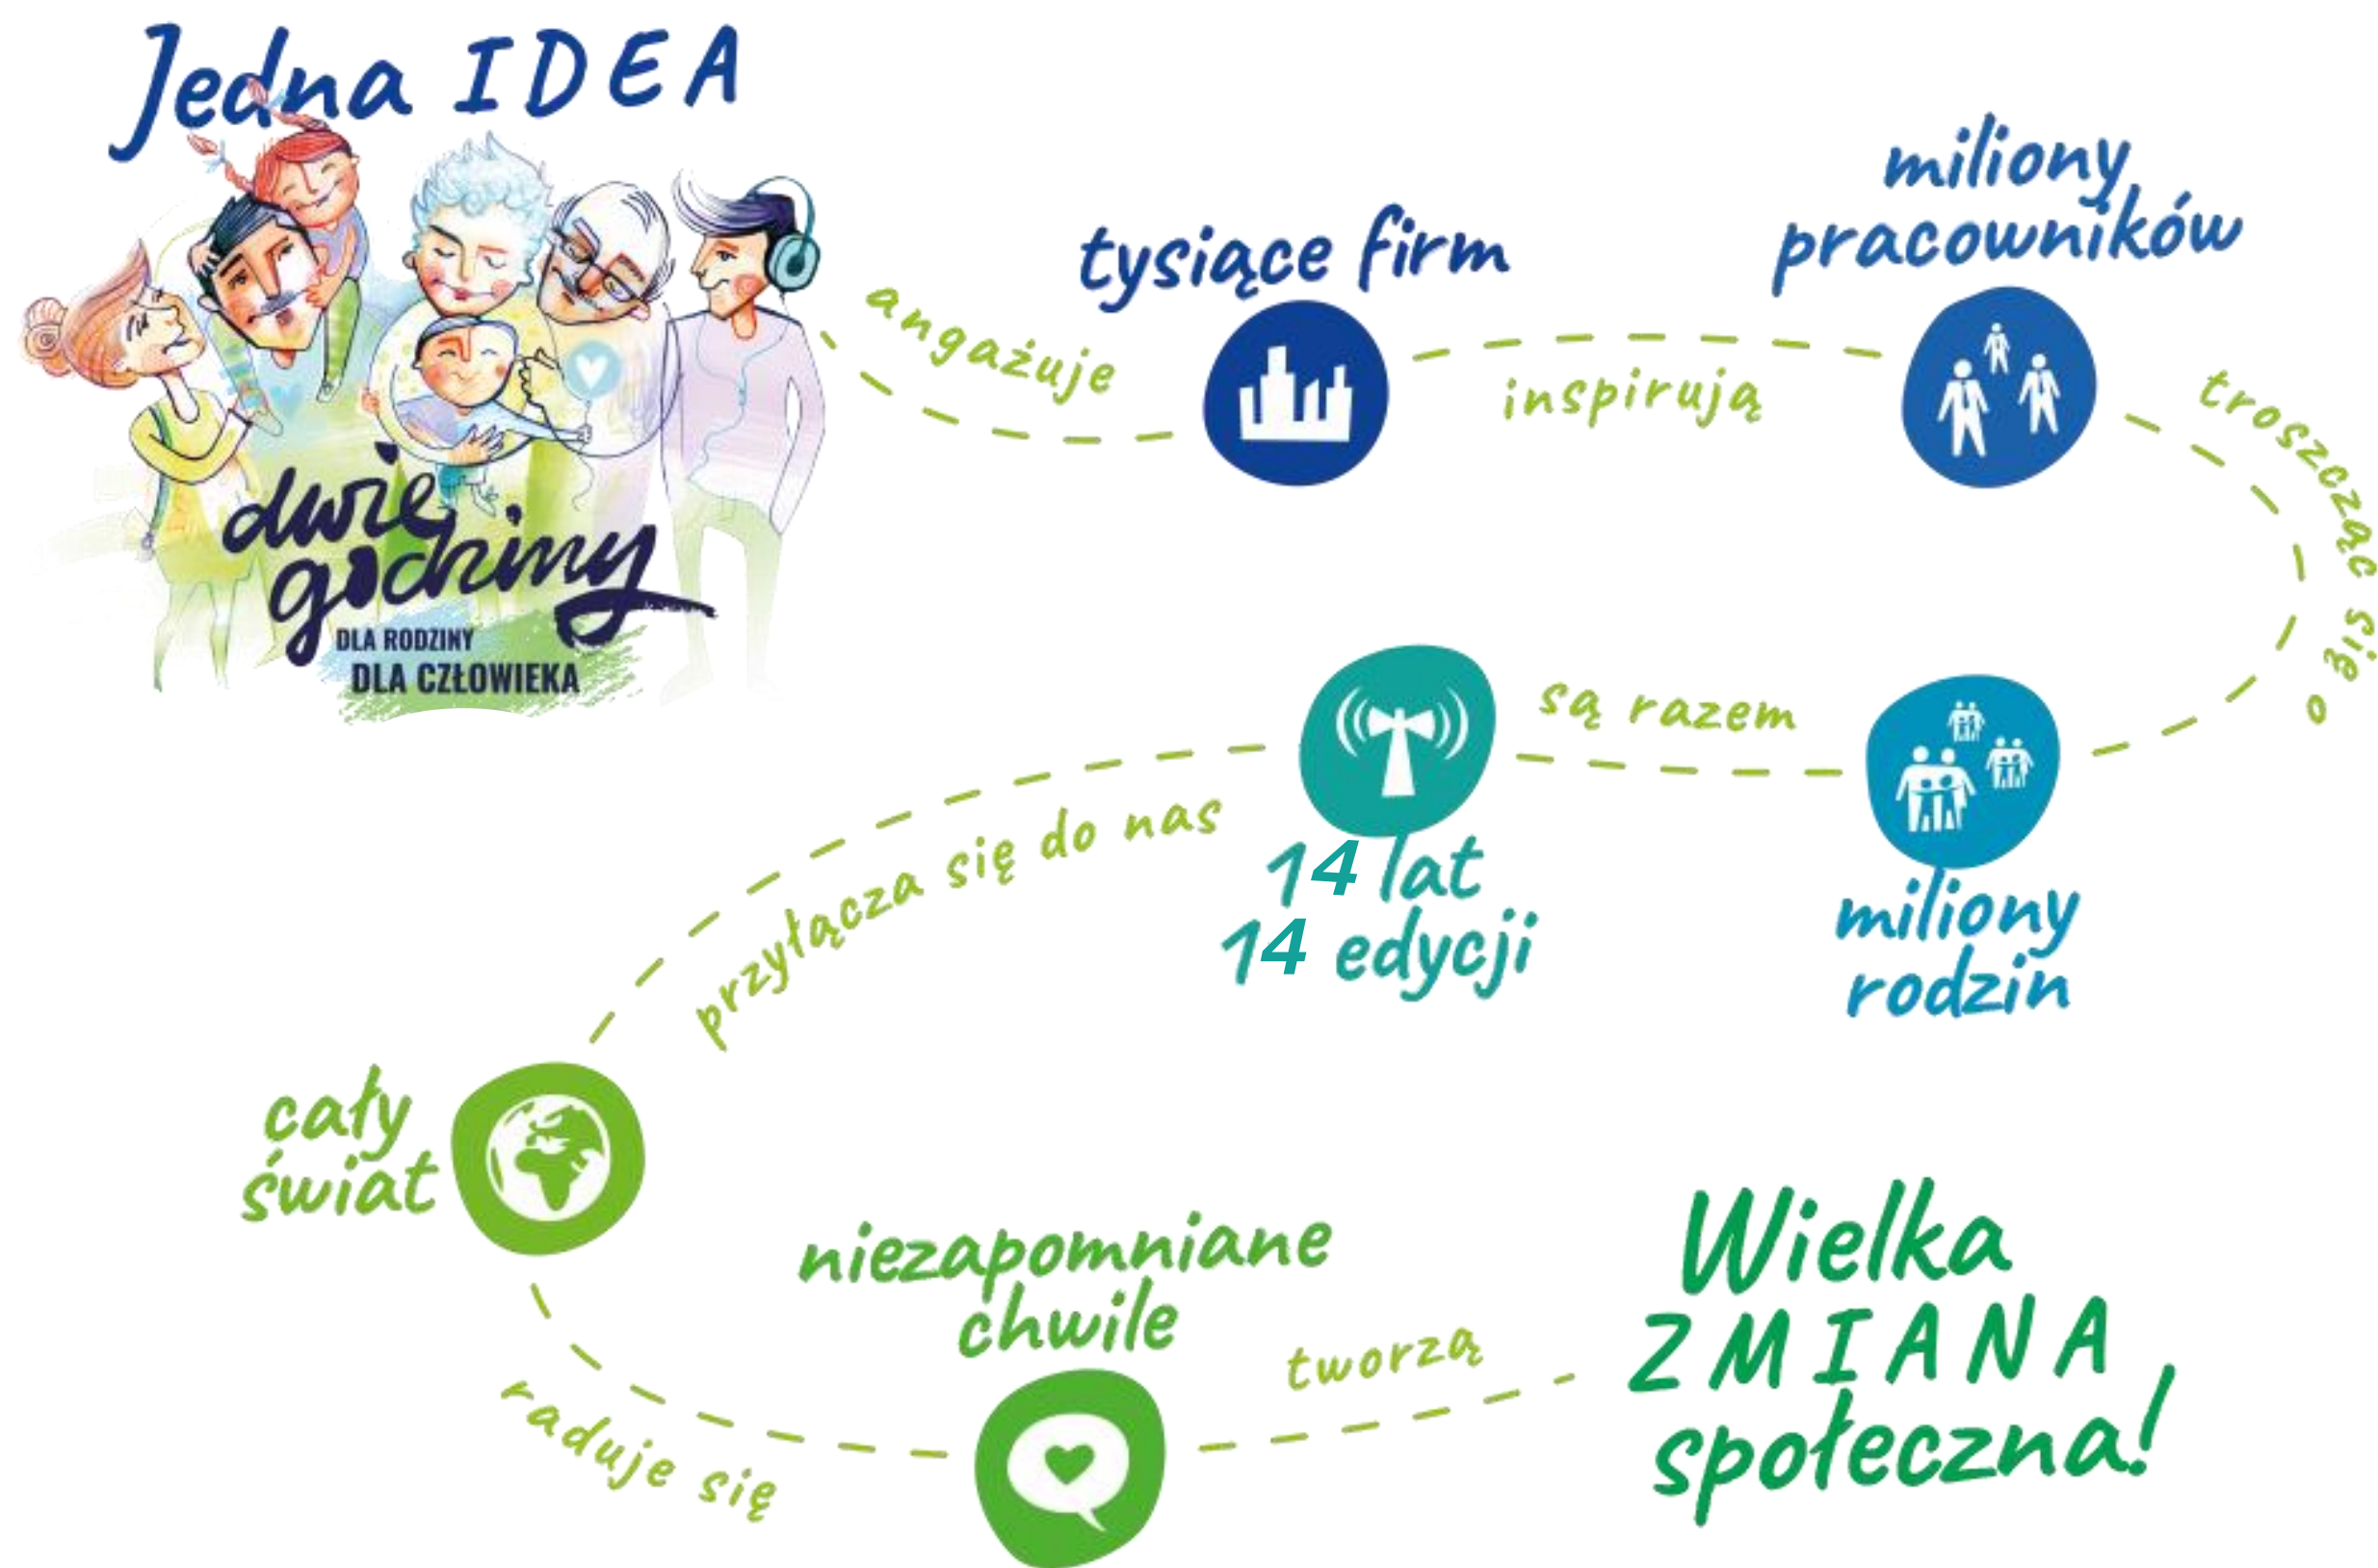 Jedna IDEA
dwie
godziny
DLA RODZINY
DLA CZŁOWIEKA
angażuje
tysiące firm
inspirują
miliony
pracowników
troszcząc się o
miliony
rodzin
są razem
14 lat
14 edycji
przyłącza się do nas
cały
świat
raduje się
niezapomniane
chwile
tworzą
Wielka
ZMIANA
społeczna!